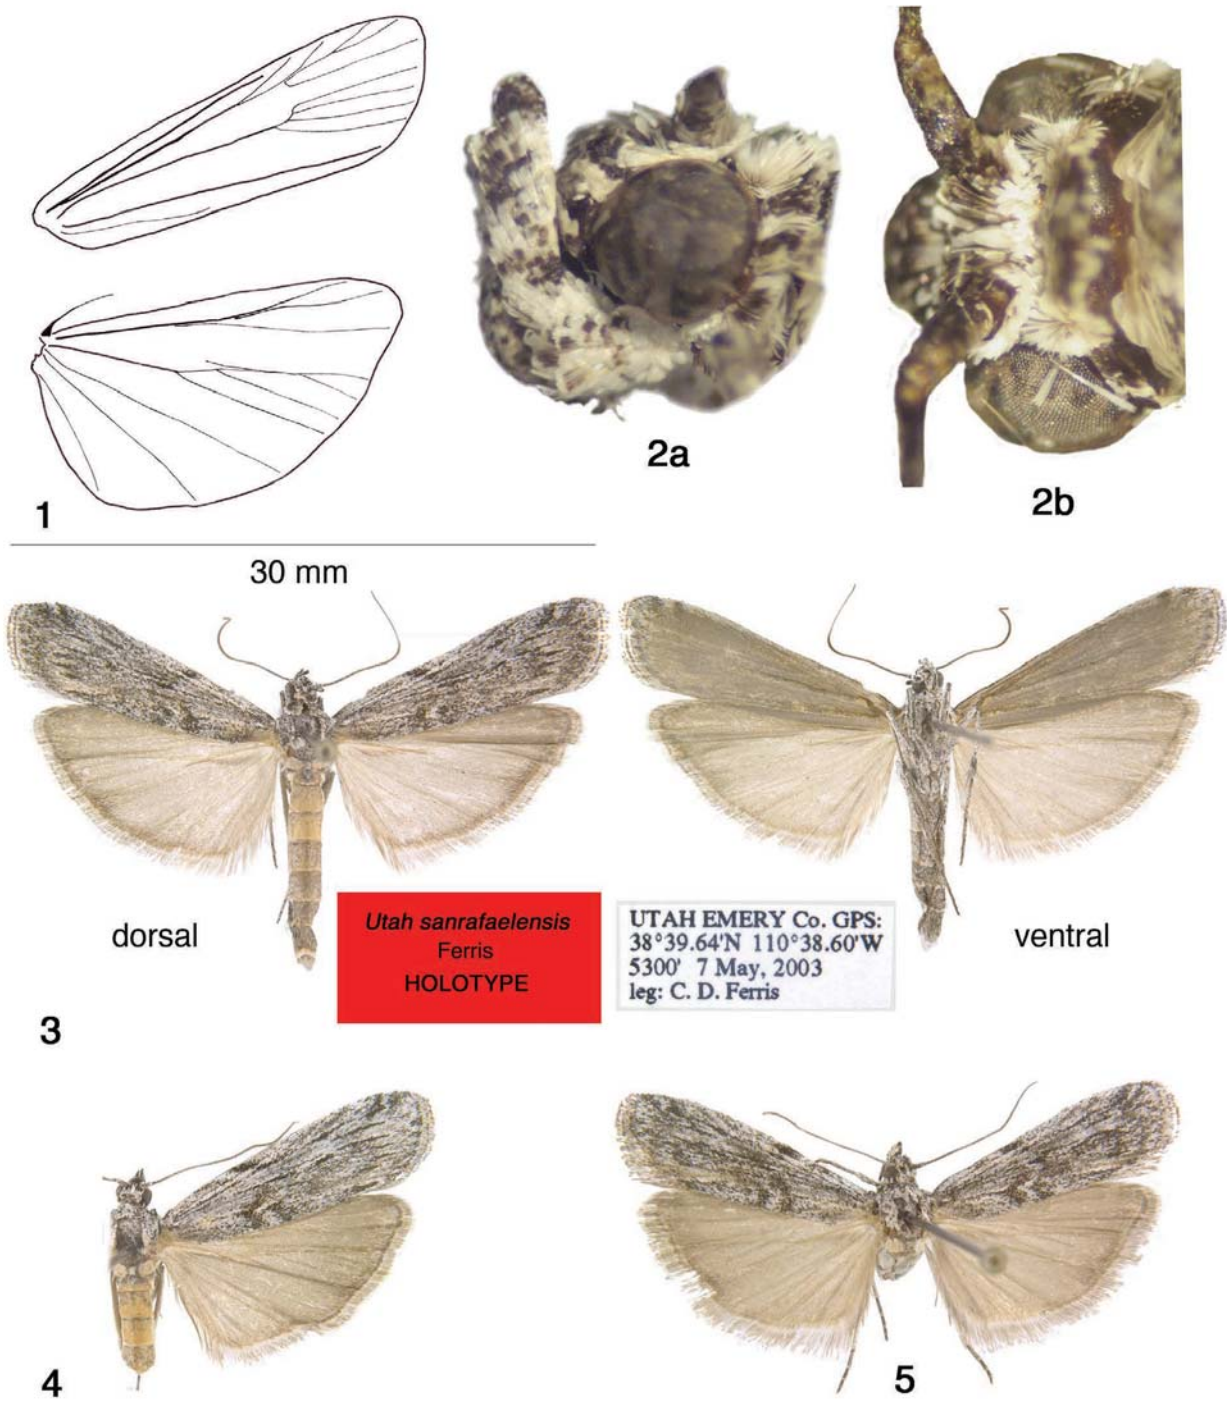 1
2a
2b
30 mm
dorsal
Utah sanrafaelensis
Ferris
HOLOTYPE
UTAH EMERY Co. GPS:
38°39.64'N 110°38.60'W
5300' 7 May, 2003
leg: C. D. Ferris
ventral
3
4
5